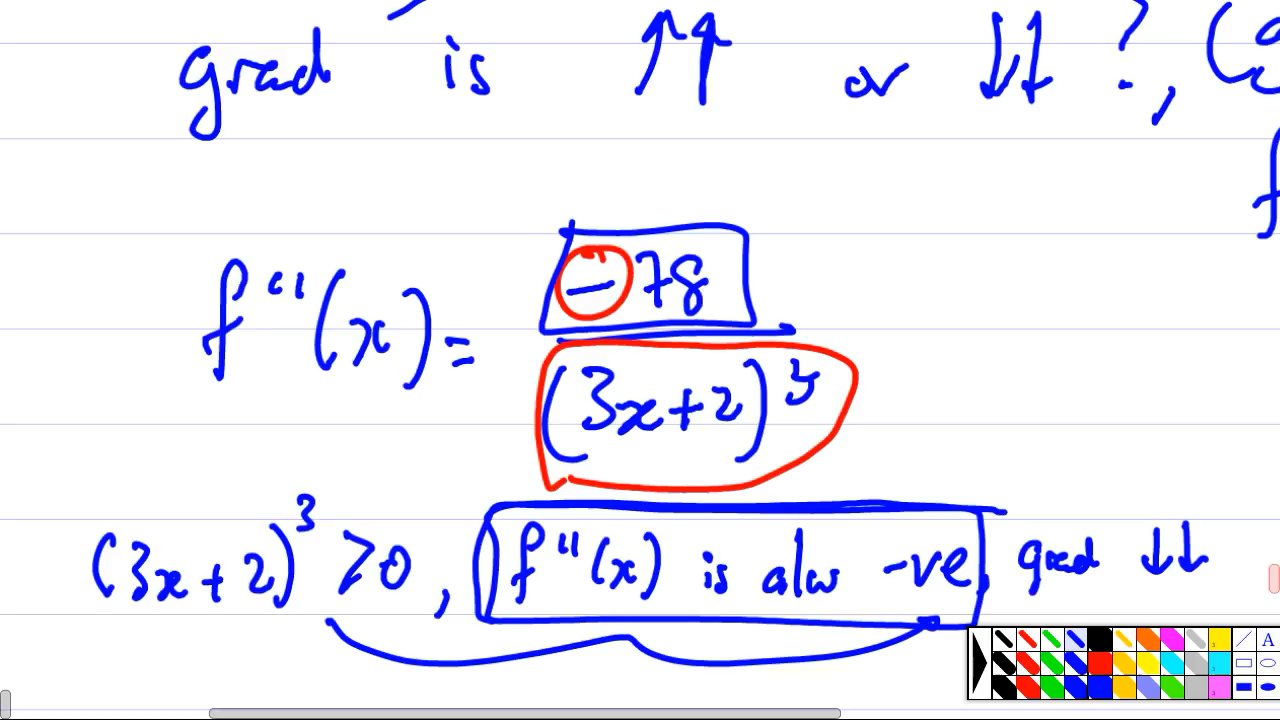 grad is ↑↑ or ↓↓ ?, (
f''(x) = -78 / (3x+2)³
(3x+2)³ >0, f''(x) is alw -ve, grad ↓↓
A